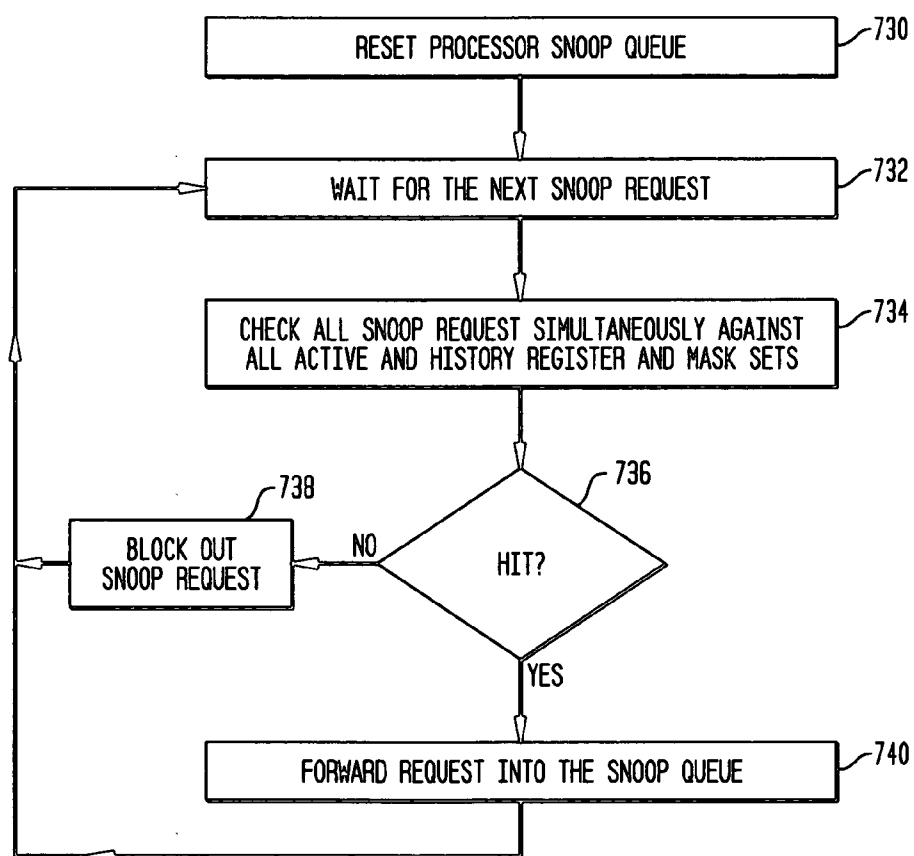 RESET PROCESSOR SNOOP QUEUE
730
WAIT FOR THE NEXT SNOOP REQUEST
732
CHECK ALL SNOOP REQUEST SIMULTANEOUSLY AGAINST
ALL ACTIVE AND HISTORY REGISTER AND MASK SETS
734
736
HIT?
NO
738
BLOCK OUT
SNOOP REQUEST
YES
FORWARD REQUEST INTO THE SNOOP QUEUE
740